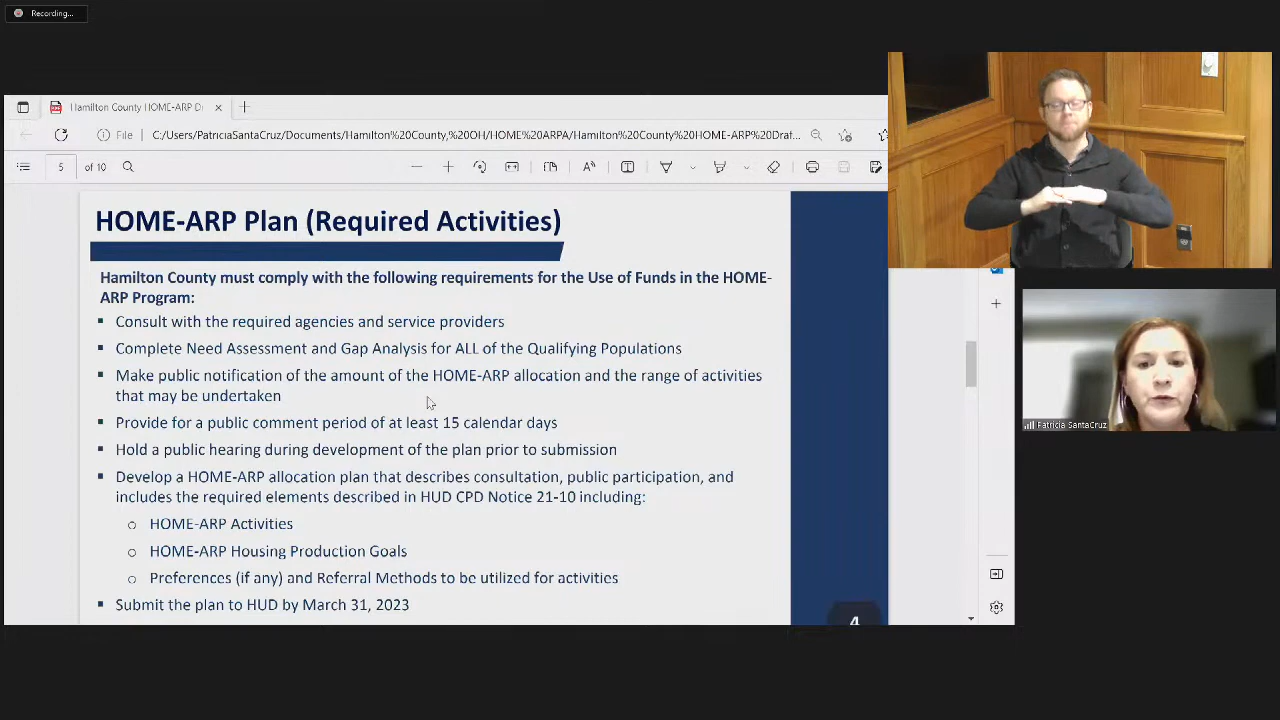 Recording...
Hamilton County HOME-ARP D
File
C:/Users/PatriciaSantaCruz/Documents/Hamilton%20County,%20OH/HOME%20ARPA/Hamilton%20County%20HOME-ARP%20Draf...
5 of 10
HOME-ARP Plan (Required Activities)
Hamilton County must comply with the following requirements for the Use of Funds in the HOME-
ARP Program:
▪ Consult with the required agencies and service providers
▪ Complete Need Assessment and Gap Analysis for ALL of the Qualifying Populations
▪ Make public notification of the amount of the HOME-ARP allocation and the range of activities
that may be undertaken
▪ Provide for a public comment period of at least 15 calendar days
▪ Hold a public hearing during development of the plan prior to submission
▪ Develop a HOME-ARP allocation plan that describes consultation, public participation, and
includes the required elements described in HUD CPD Notice 21-10 including:
o HOME-ARP Activities
o HOME-ARP Housing Production Goals
o Preferences (if any) and Referral Methods to be utilized for activities
▪ Submit the plan to HUD by March 31, 2023
4
Patricia SantaCruz